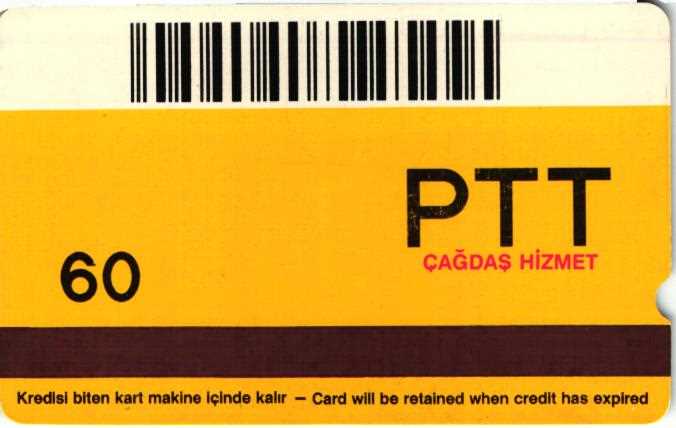 PTT
ÇAĞDAŞ HİZMET
60
Kredisi biten kart makine içinde kalır – Card will be retained when credit has expired